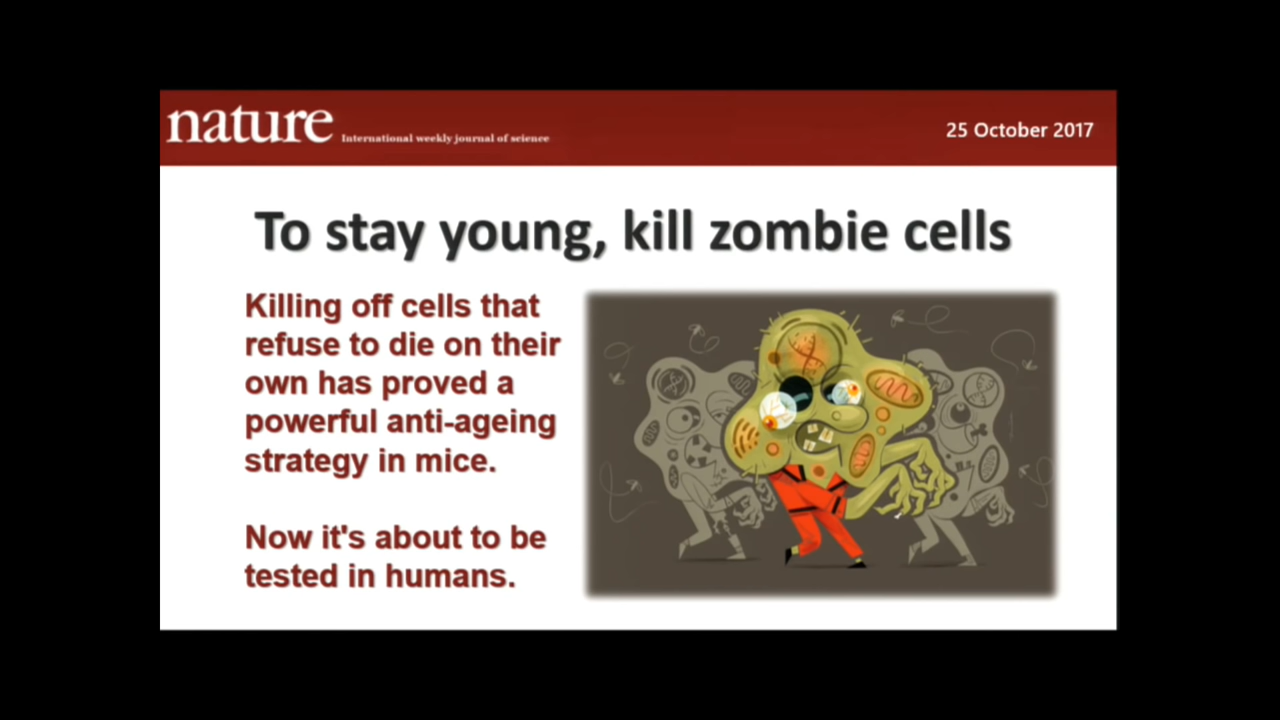 nature International weekly journal of science
25 October 2017
To stay young, kill zombie cells
Killing off cells that
refuse to die on their
own has proved a
powerful anti-ageing
strategy in mice.
Now it's about to be
tested in humans.